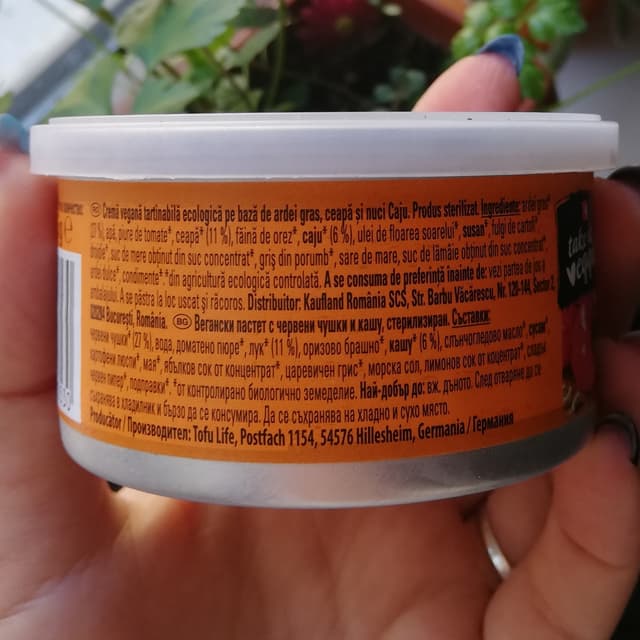 RO Cremă vegană tartinabilă ecologică pe bază de ardei gras, ceapă și nuci Caju. Produs sterilizat. Ingrediente: ardei gras*
(27 %), apă, piure de tomate*, ceapă* (11 %), făină de orez*, caju* (6 %), ulei de floarea soarelui*, susan*, fulgi de cartofi*,
suc de mere obținut din suc concentrat*, griș din porumb*, sare de mare, suc de lămâie obținut din suc concentrat*,
ardei dulce*, condimente*. *din agricultură ecologică controlată. A se consuma de preferință inainte de: vezi partea de jos a
A se păstra la loc uscat și răcoros. Distribuitor: Kaufland România SCS, Str. Barbu Văcărescu, Nr. 120-144, Sector 2,
București, România. BG Вегански пастет с червени чушки и кашу, стерилизиран. Съставки:
червени чушки* (27 %), вода, доматено пюре*, лук* (11 %), оризово брашно*, кашу* (6 %), слънчогледово масло*, сусам*,
картофени люспи*, мая*, ябълков сок от концентрат*, царевичен грис*, морска сол, лимонов сок от концентрат*, сладък
червен пипер*, подправки*. *от контролирано биологично земеделие. Най-добър до: вж. дъното. След отваряне да се
съхранява в хладилник и бързо да се консумира. Да се съхранява на хладно и сухо място.
Producător / Производител: Tofu Life, Postfach 1154, 54576 Hillesheim, Germania / Германия